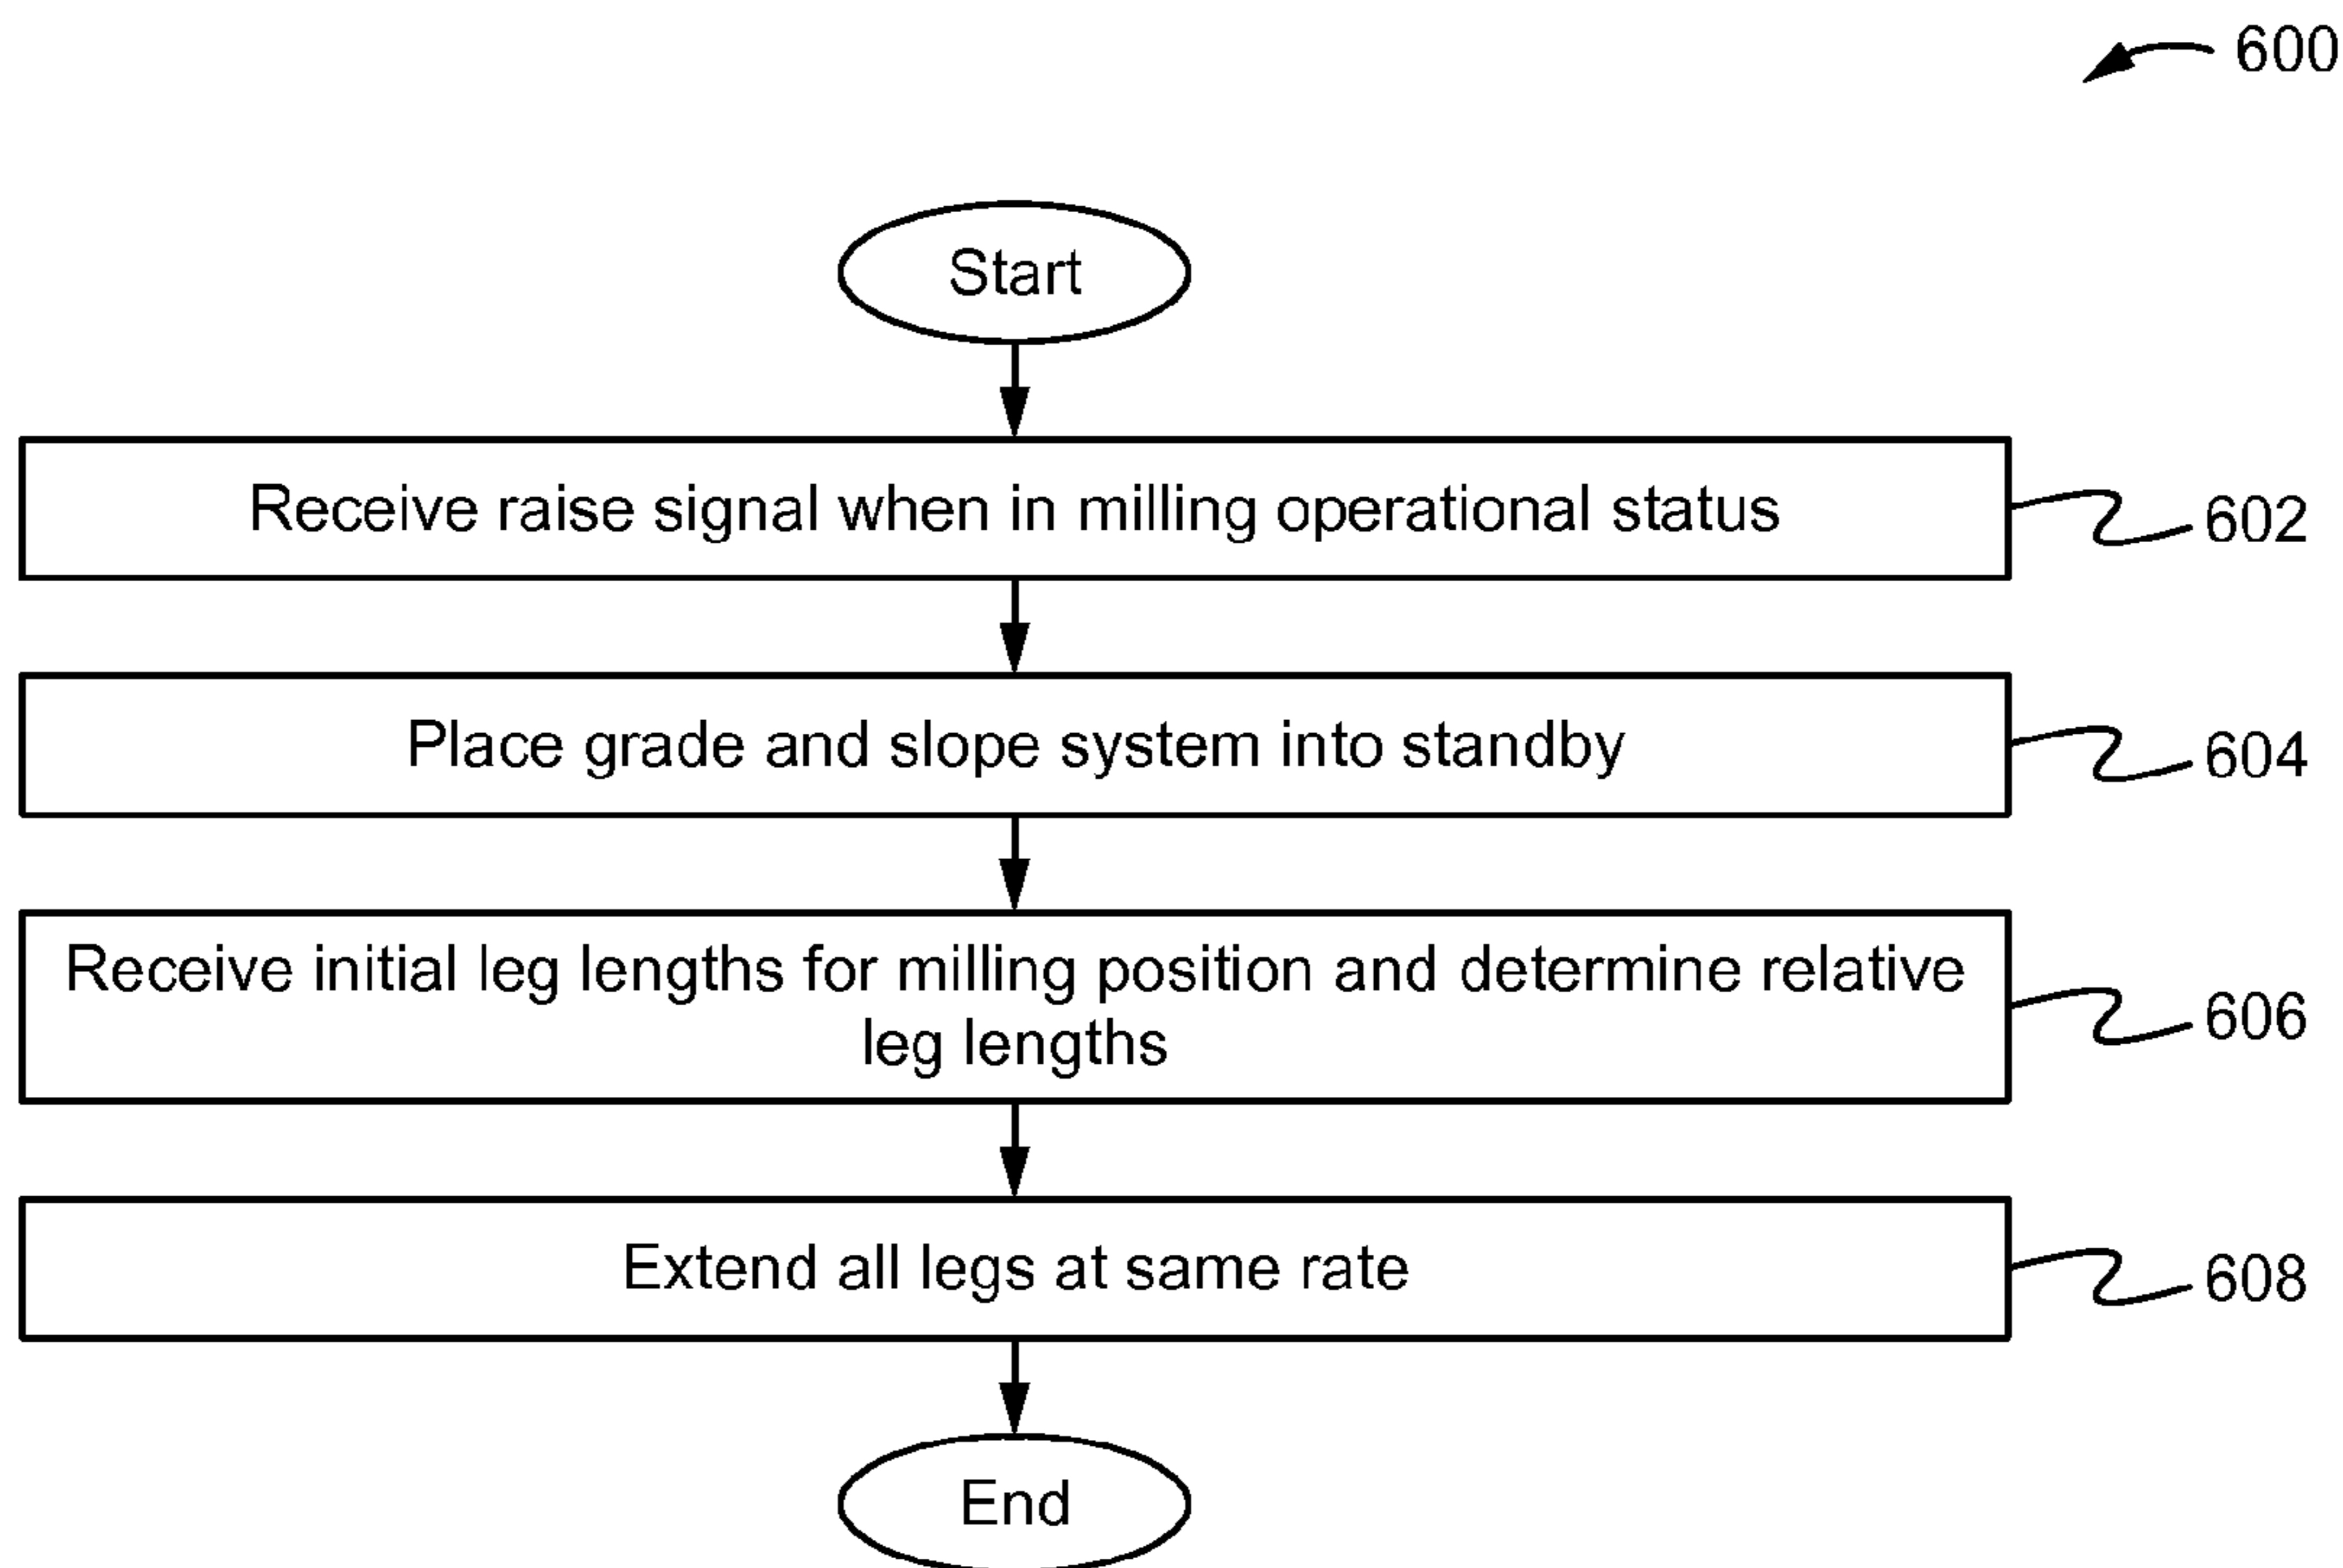 600
Start
Receive raise signal when in milling operational status
602
Place grade and slope system into standby
604
Receive initial leg lengths for milling position and determine relative
leg lengths
606
Extend all legs at same rate
608
End